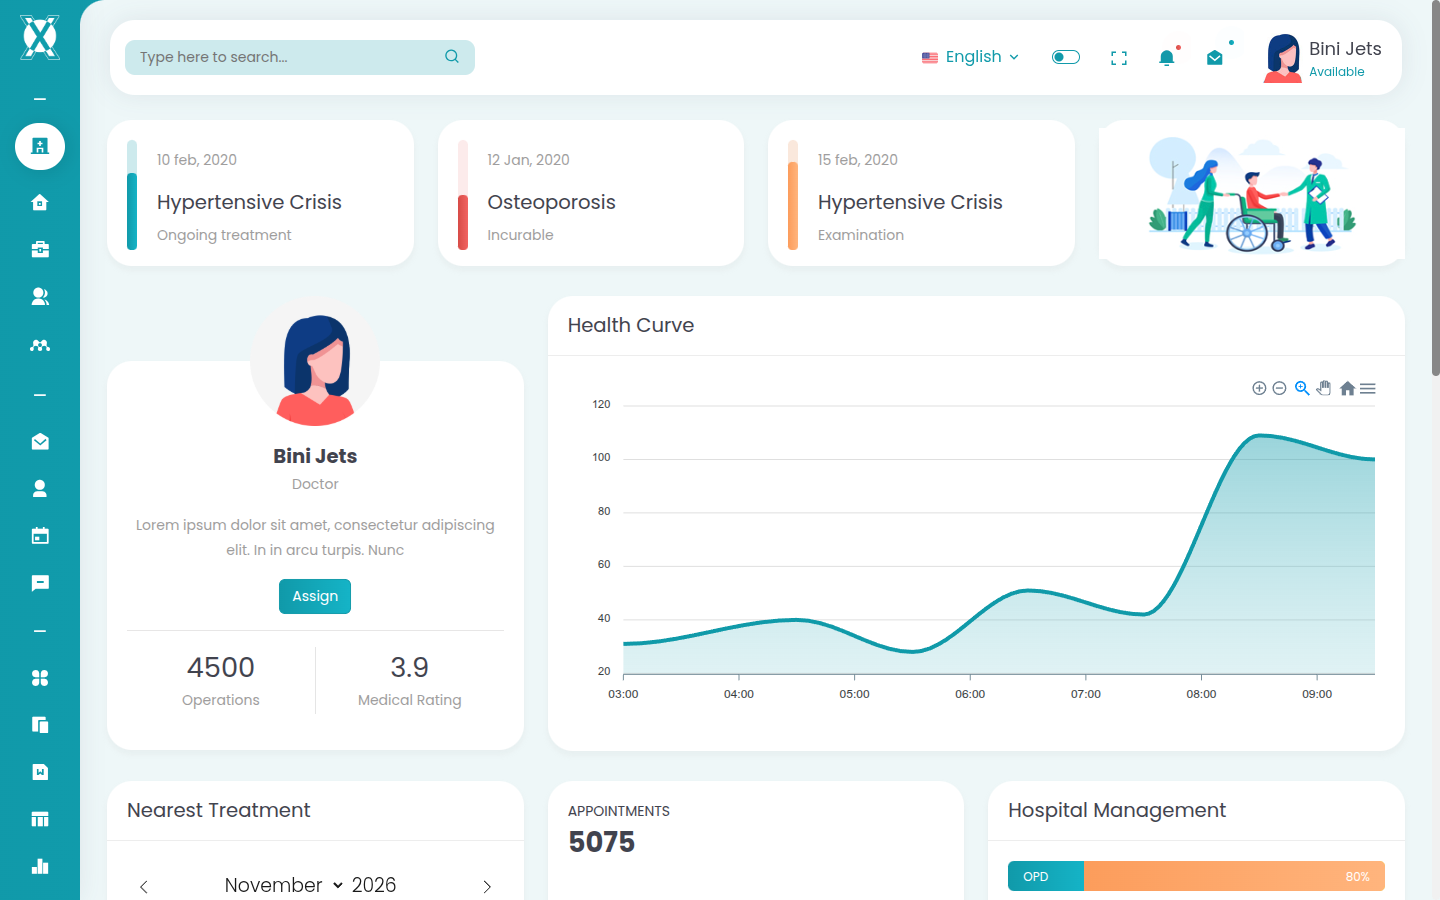 Type here to search...
English
Bini Jets
Available
10 feb, 2020
Hypertensive Crisis
Ongoing treatment
12 Jan, 2020
Osteoporosis
Incurable
15 feb, 2020
Hypertensive Crisis
Examination
Bini Jets
Doctor
Lorem ipsum dolor sit amet, consectetur adipiscing
elit. In in arcu turpis. Nunc
Assign
4500
Operations
3.9
Medical Rating
Health Curve
120
100
80
60
40
20
03:00 04:00 05:00 06:00 07:00 08:00 09:00
Nearest Treatment
November 2026
APPOINTMENTS
5075
Hospital Management
OPD 80%